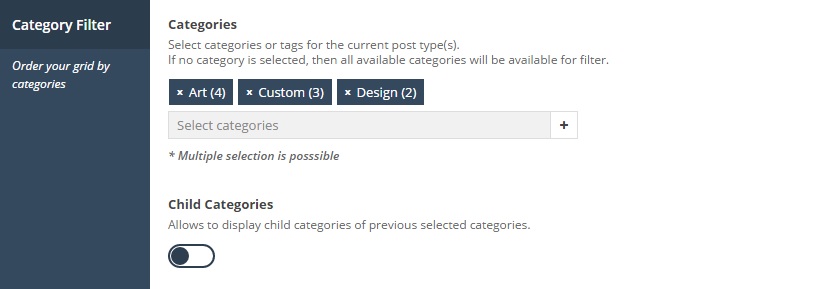 Category Filter
Order your grid by
categories
Categories
Select categories or tags for the current post type(s).
If no category is selected, then all available categories will be available for filter.
× Art (4) × Custom (3) × Design (2)
Select categories +
* Multiple selection is posssible
Child Categories
Allows to display child categories of previous selected categories.